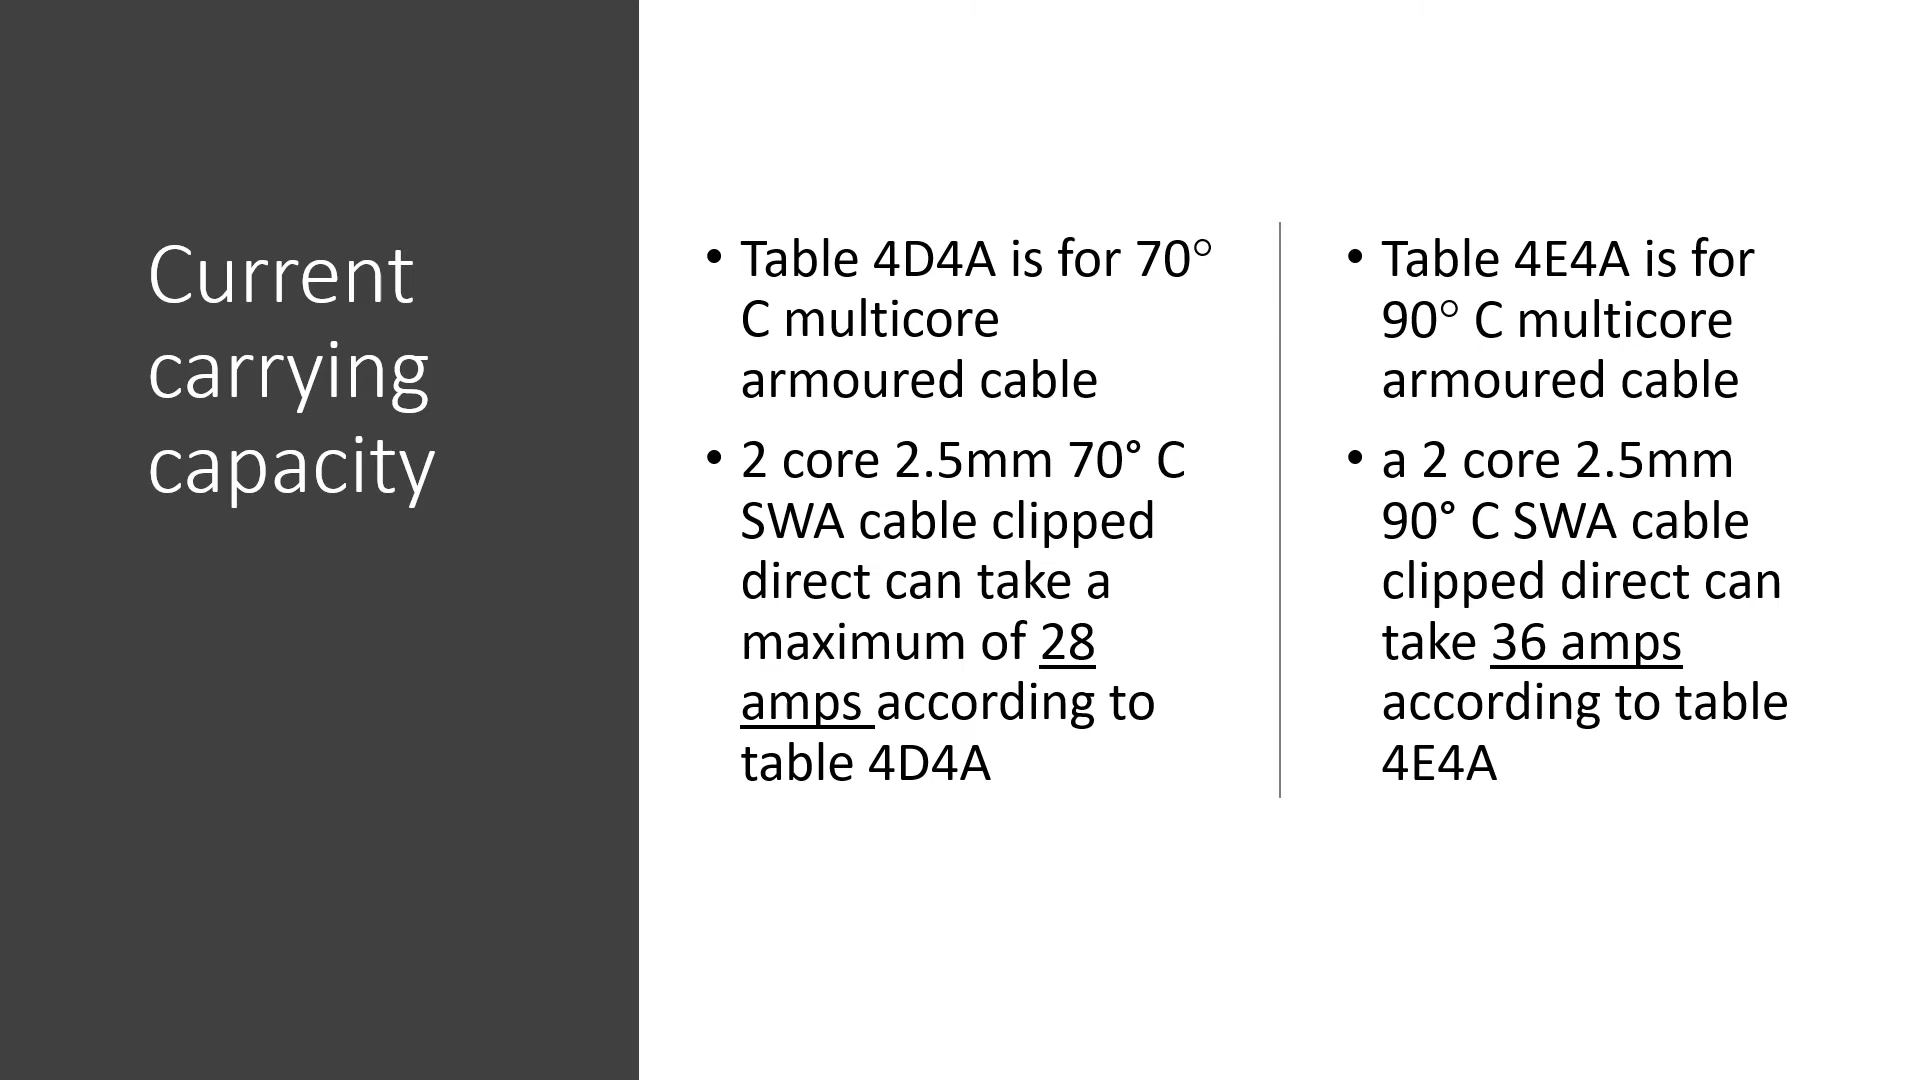 Current
carrying
capacity
• Table 4D4A is for 70°
C multicore
armoured cable
• 2 core 2.5mm 70° C
SWA cable clipped
direct can take a
maximum of 28
amps according to
table 4D4A
• Table 4E4A is for
90° C multicore
armoured cable
• a 2 core 2.5mm
90° C SWA cable
clipped direct can
take 36 amps
according to table
4E4A